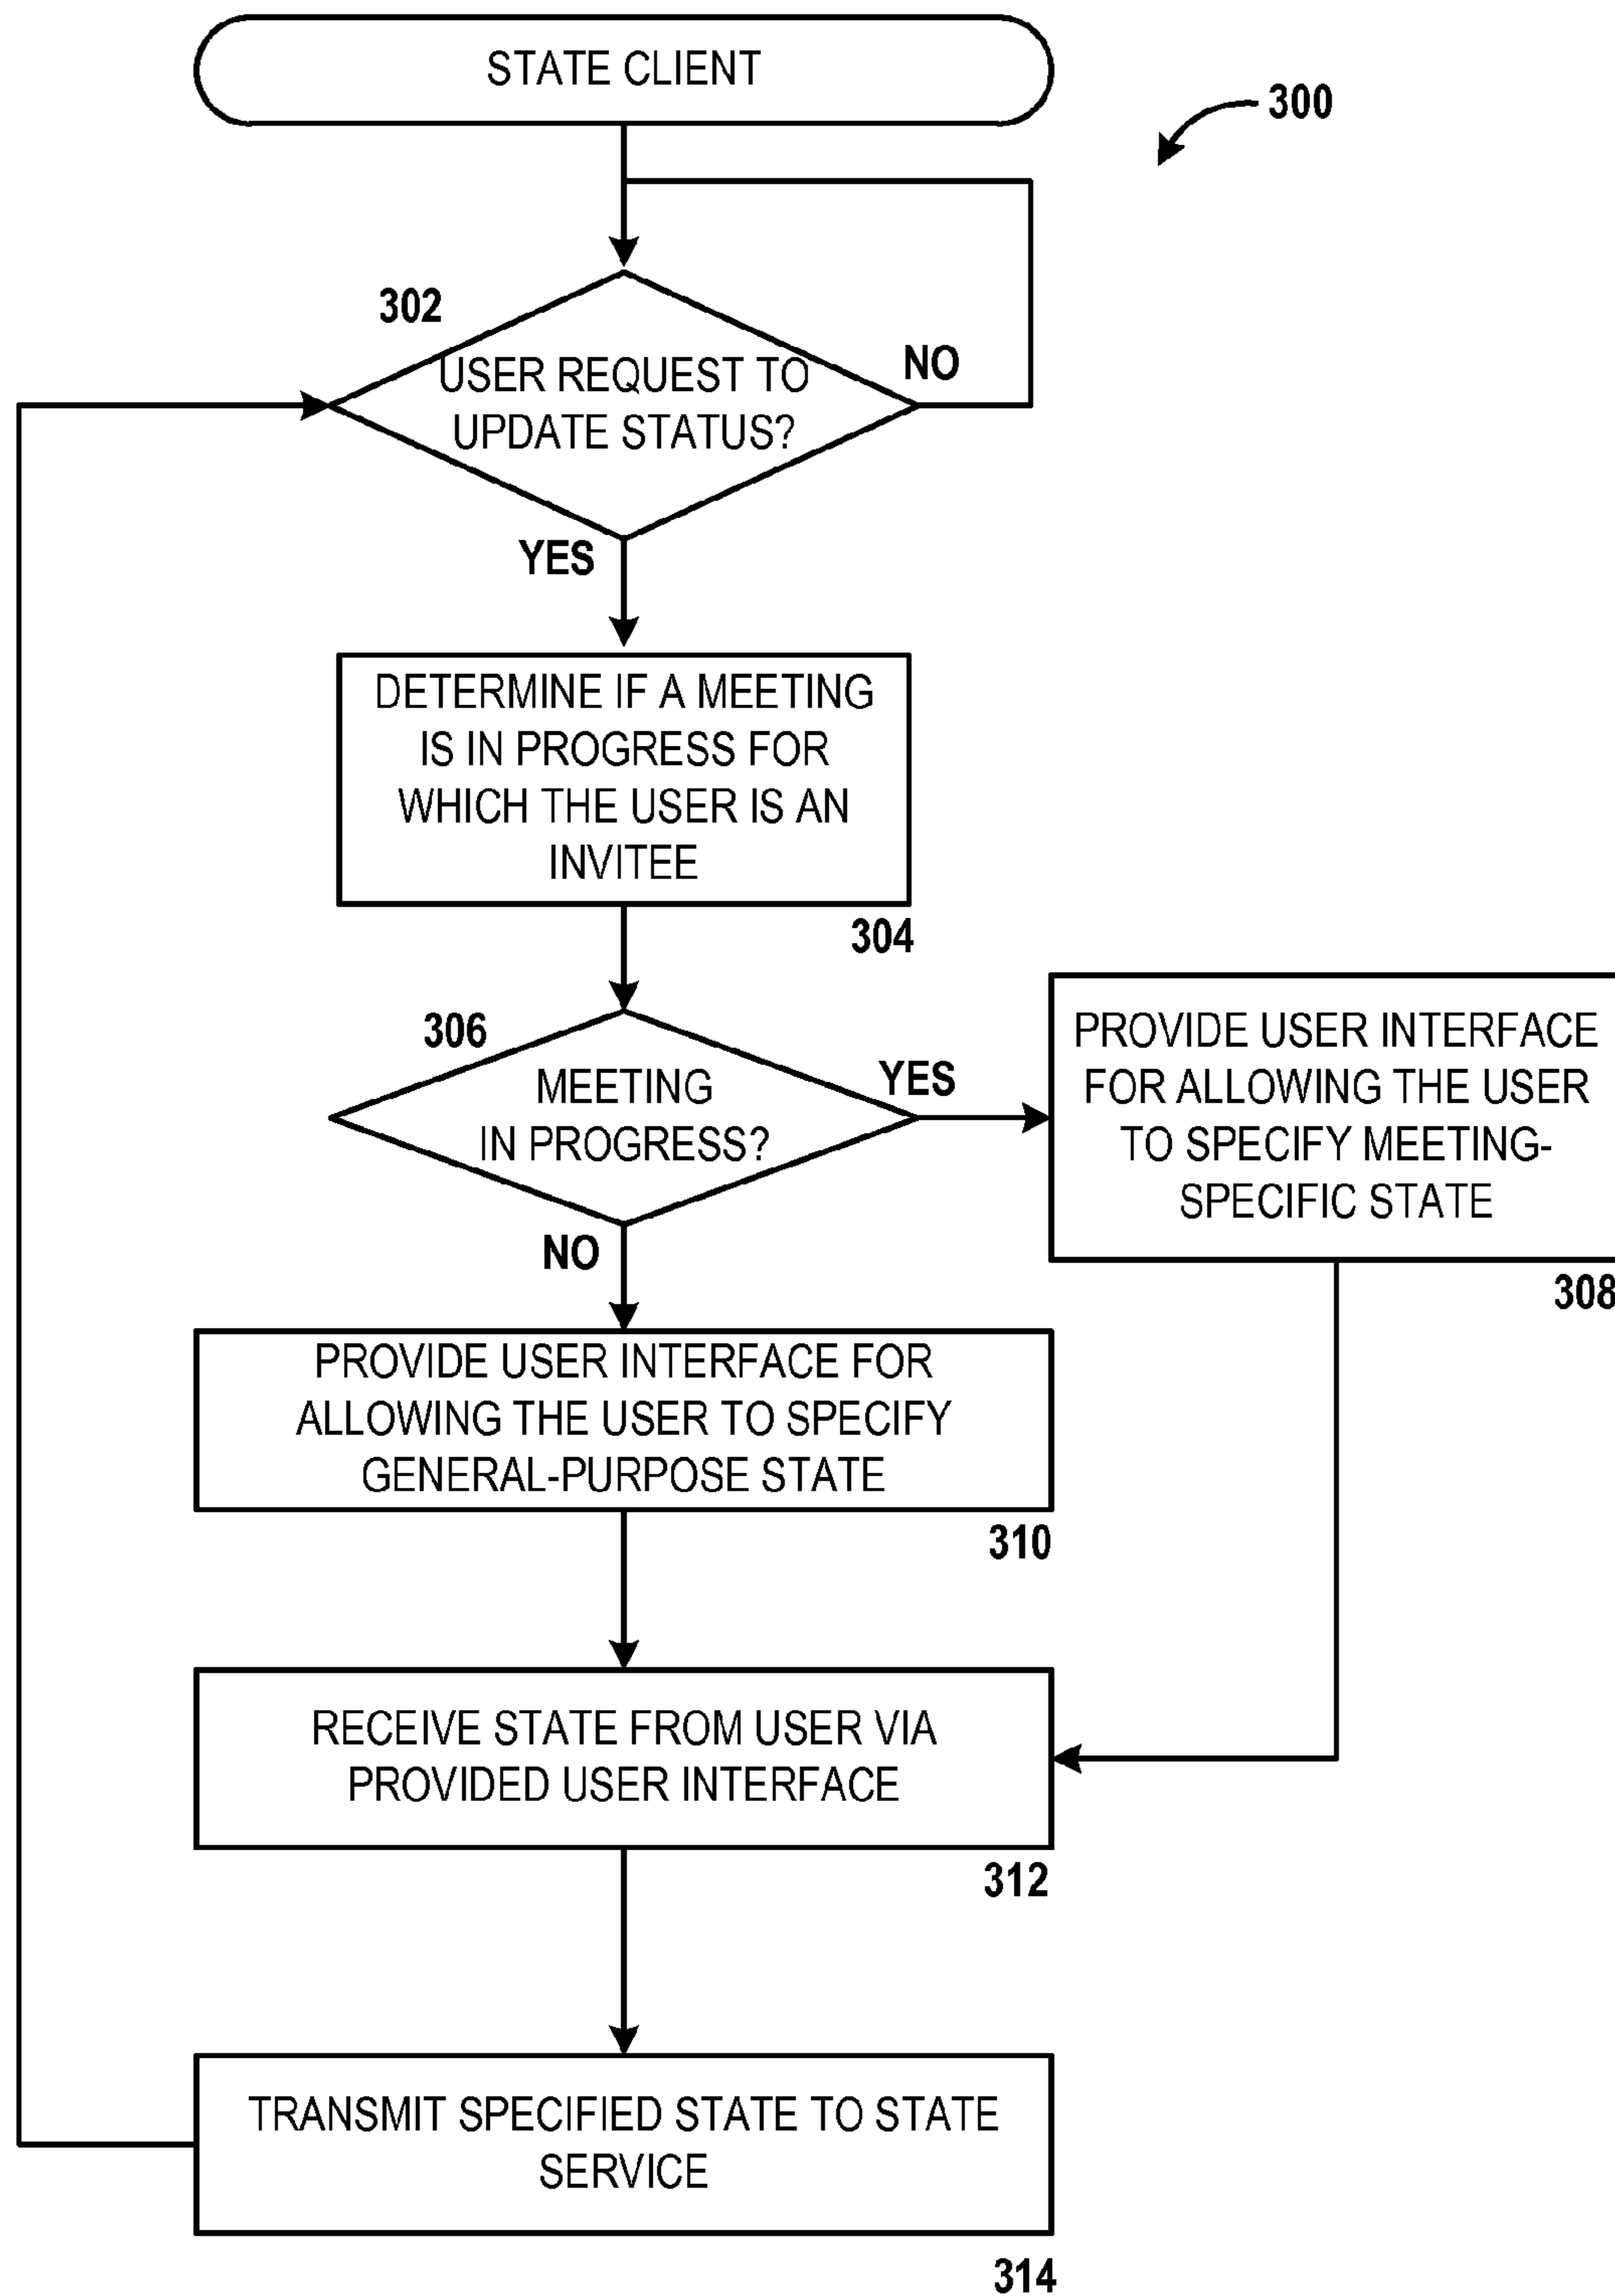 STATE CLIENT
300
302
USER REQUEST TO
UPDATE STATUS?
NO
YES
DETERMINE IF A MEETING
IS IN PROGRESS FOR
WHICH THE USER IS AN
INVITEE
304
306
MEETING
IN PROGRESS?
YES
NO
PROVIDE USER INTERFACE
FOR ALLOWING THE USER
TO SPECIFY MEETING-
SPECIFIC STATE
308
PROVIDE USER INTERFACE FOR
ALLOWING THE USER TO SPECIFY
GENERAL-PURPOSE STATE
310
RECEIVE STATE FROM USER VIA
PROVIDED USER INTERFACE
312
TRANSMIT SPECIFIED STATE TO STATE
SERVICE
314